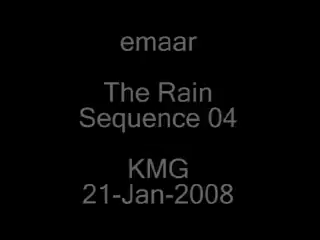 emaar
The Rain
Sequence 04
KMG
21-Jan-2008